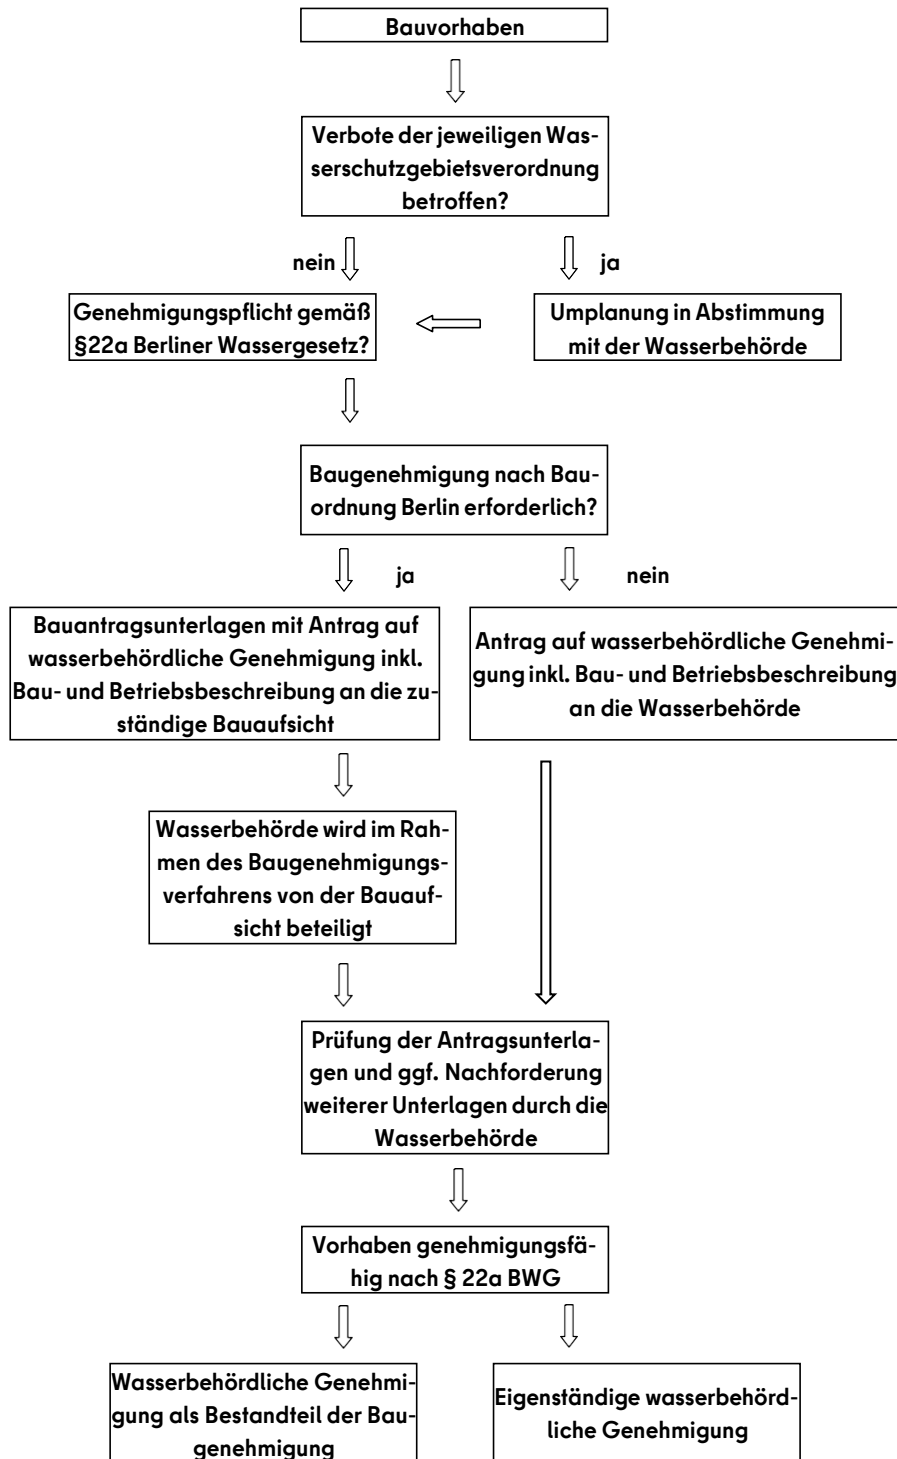 Bauvorhaben
Verbote der jeweiligen Was-
serschutzgebietsverordnung
betroffen?
nein
ja
Genehmigungspflicht gemäß
§22a Berliner Wassergesetz?
Umplanung in Abstimmung
mit der Wasserbehörde
Baugenehmigung nach Bau-
ordnung Berlin erforderlich?
ja
nein
Bauantragsunterlagen mit Antrag auf
wasserbehördliche Genehmigung inkl.
Bau- und Betriebsbeschreibung an die zu-
ständige Bauaufsicht
Antrag auf wasserbehördliche Genehmi-
gung inkl. Bau- und Betriebsbeschreibung
an die Wasserbehörde
Wasserbehörde wird im Rah-
men des Baugenehmigungs-
verfahrens von der Bauauf-
sicht beteiligt
Prüfung der Antragsunterla-
gen und ggf. Nachforderung
weiterer Unterlagen durch die
Wasserbehörde
Vorhaben genehmigungsfä-
hig nach § 22a BWG
Wasserbehördliche Genehmi-
gung als Bestandteil der Bau-
genehmigung
Eigenständige wasserbehörd-
liche Genehmigung